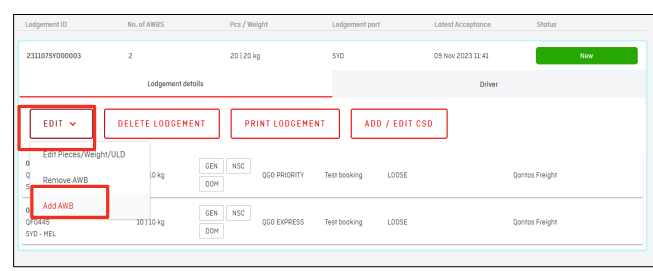 Lodgement ID No. of AWBS Pcs / Weight Lodgement port Latest Acceptance Status
2311075YD00003 2 20 | 20 kg SYD 09 Nov 2023 11:41 New
Lodgement details Driver
EDIT DELETE LODGEMENT PRINT LODGEMENT ADD / EDIT CSD
Edit Pieces/Weight/ULD
Remove AWB
Add AWB
0 GEN NSC
Q 10 kg DOM QGO PRIORITY Test booking LOOSE Qantas Freight
S
0 GEN NSC
QF0445 10 | 10 kg DOM QGO EXPRESS Test booking LOOSE Qantas Freight
SYD - MEL